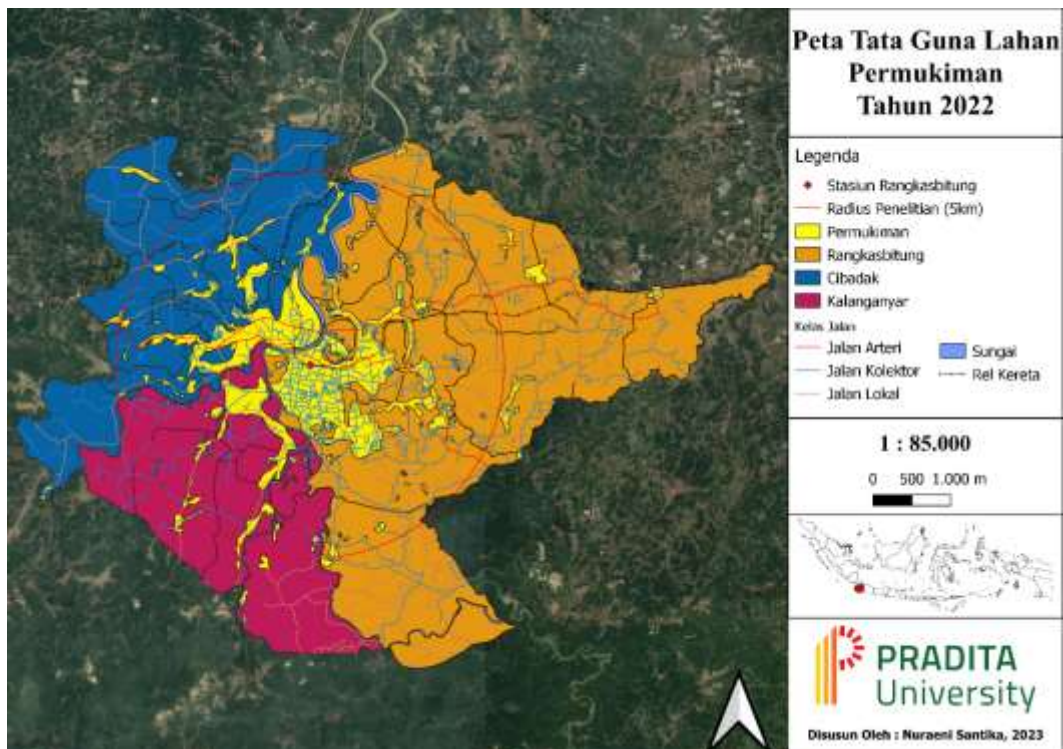 Peta Tata Guna Lahan
Permukiman
Tahun 2022
Legenda
Stasiun Rangkasbitung
Radius Penelitian (5km)
Permukiman
Rangkasbitung
Cibadak
Kalanganyar
Kelas Jalan
Jalan Arteri
Jalan Kolektor
Jalan Lokal
Sungai
Rel Kereta
1 : 85.000
0 500 1.000 m
PRADITA
University
Disusun Oleh : Nuraeni Santika, 2023